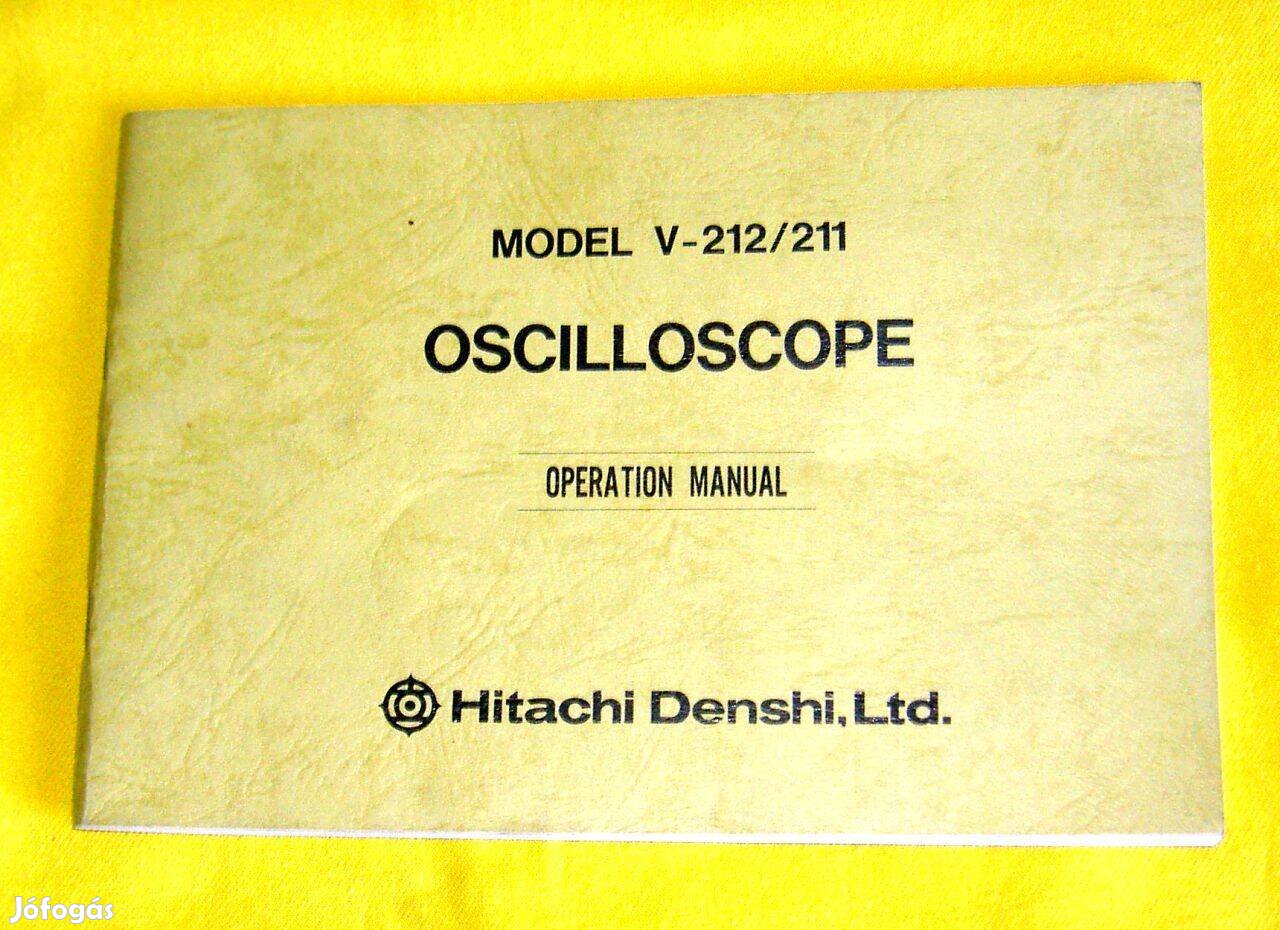 MODEL V-212/211
OSCILLOSCOPE
OPERATION MANUAL
Hitachi Denshi, Ltd.
Jófogás